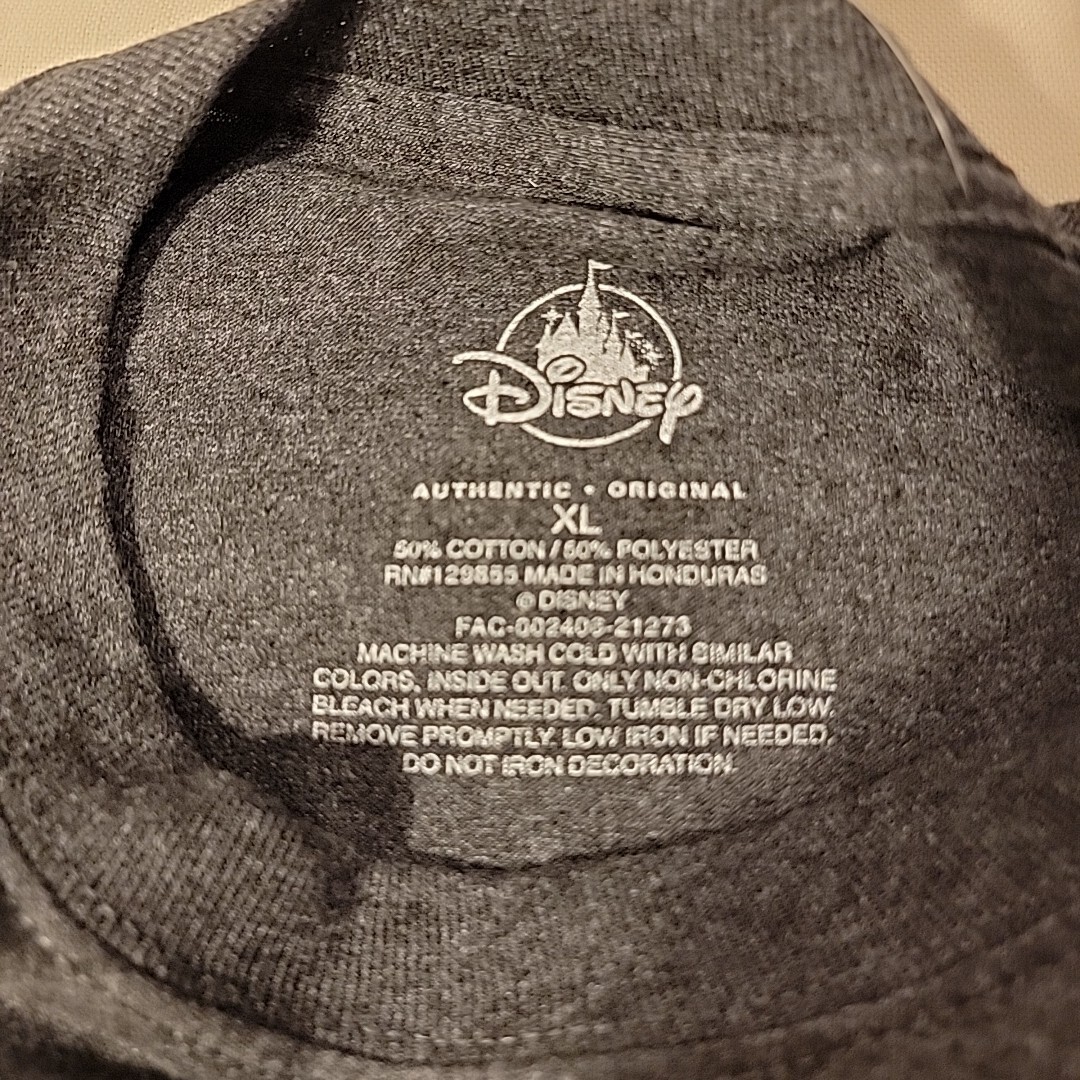 Disney
AUTHENTIC • ORIGINAL
XL
50% COTTON / 50% POLYESTER
RN#129855 MADE IN HONDURAS
© DISNEY
FAC-002406-21273
MACHINE WASH COLD WITH SIMILAR
COLORS, INSIDE OUT. ONLY NON-CHLORINE
BLEACH WHEN NEEDED. TUMBLE DRY LOW.
REMOVE PROMPTLY. LOW IRON IF NEEDED.
DO NOT IRON DECORATION.